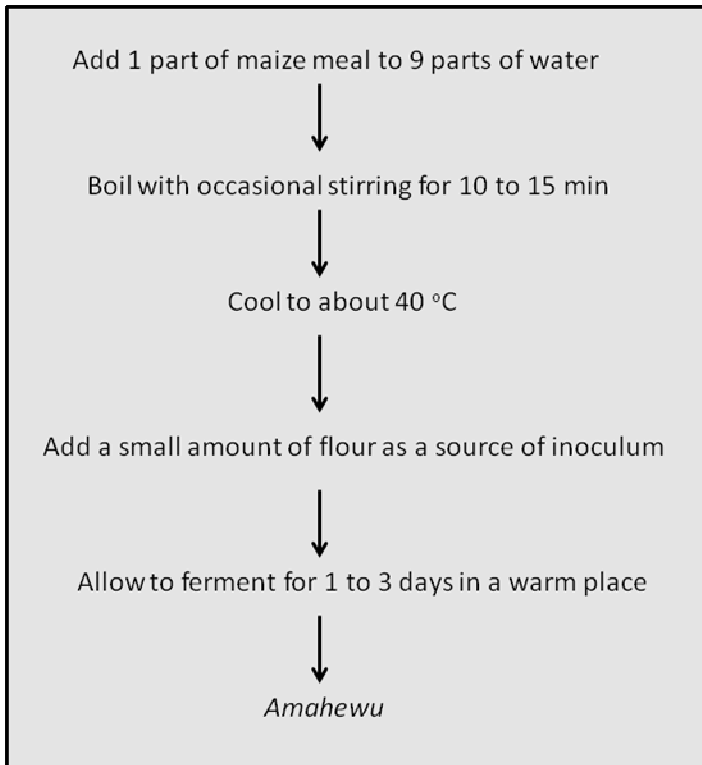 Add 1 part of maize meal to 9 parts of water
Boil with occasional stirring for 10 to 15 min
Cool to about 40 °C
Add a small amount of flour as a source of inoculum
Allow to ferment for 1 to 3 days in a warm place
Amahewu